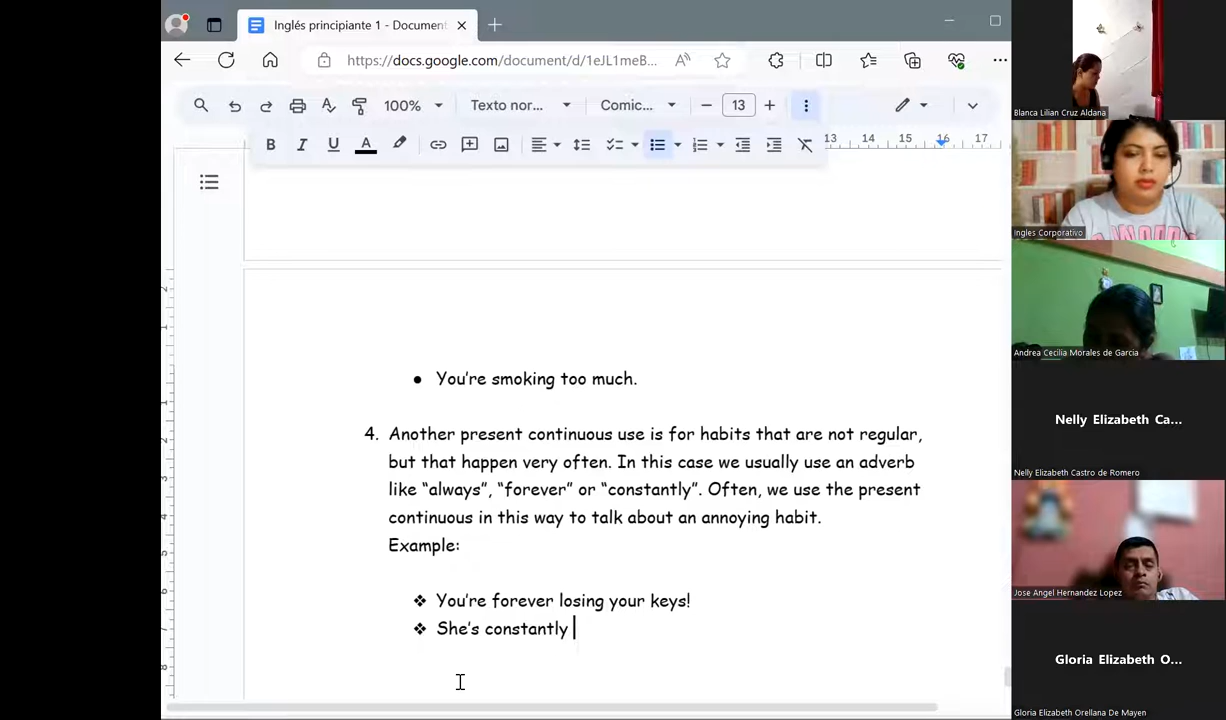 Inglés principiante 1 - Document
https://docs.google.com/document/d/1eJL1meB...
100%
Texto nor...
Comic...
13
B I U A
13 14 15 16 17
You're smoking too much.
4. Another present continuous use is for habits that are not regular,
but that happen very often. In this case we usually use an adverb
like “always”, “forever” or “constantly”. Often, we use the present
continuous in this way to talk about an annoying habit.
Example:
You're forever losing your keys!
She's constantly
Blanca Lilian Cruz Aldana
Ingles Corporativo
Andrea Cecilia Morales de Garcia
Nelly Elizabeth Ca...
Nelly Elizabeth Castro de Romero
Jose Angel Hernandez Lopez
Gloria Elizabeth O...
Gloria Elizabeth Orellana De Mayen